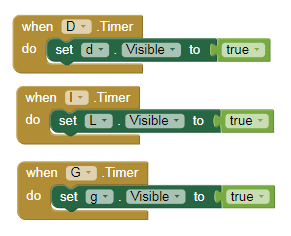 when D .Timer
do set d . Visible to true
when I .Timer
do set L . Visible to true
when G .Timer
do set g . Visible to true